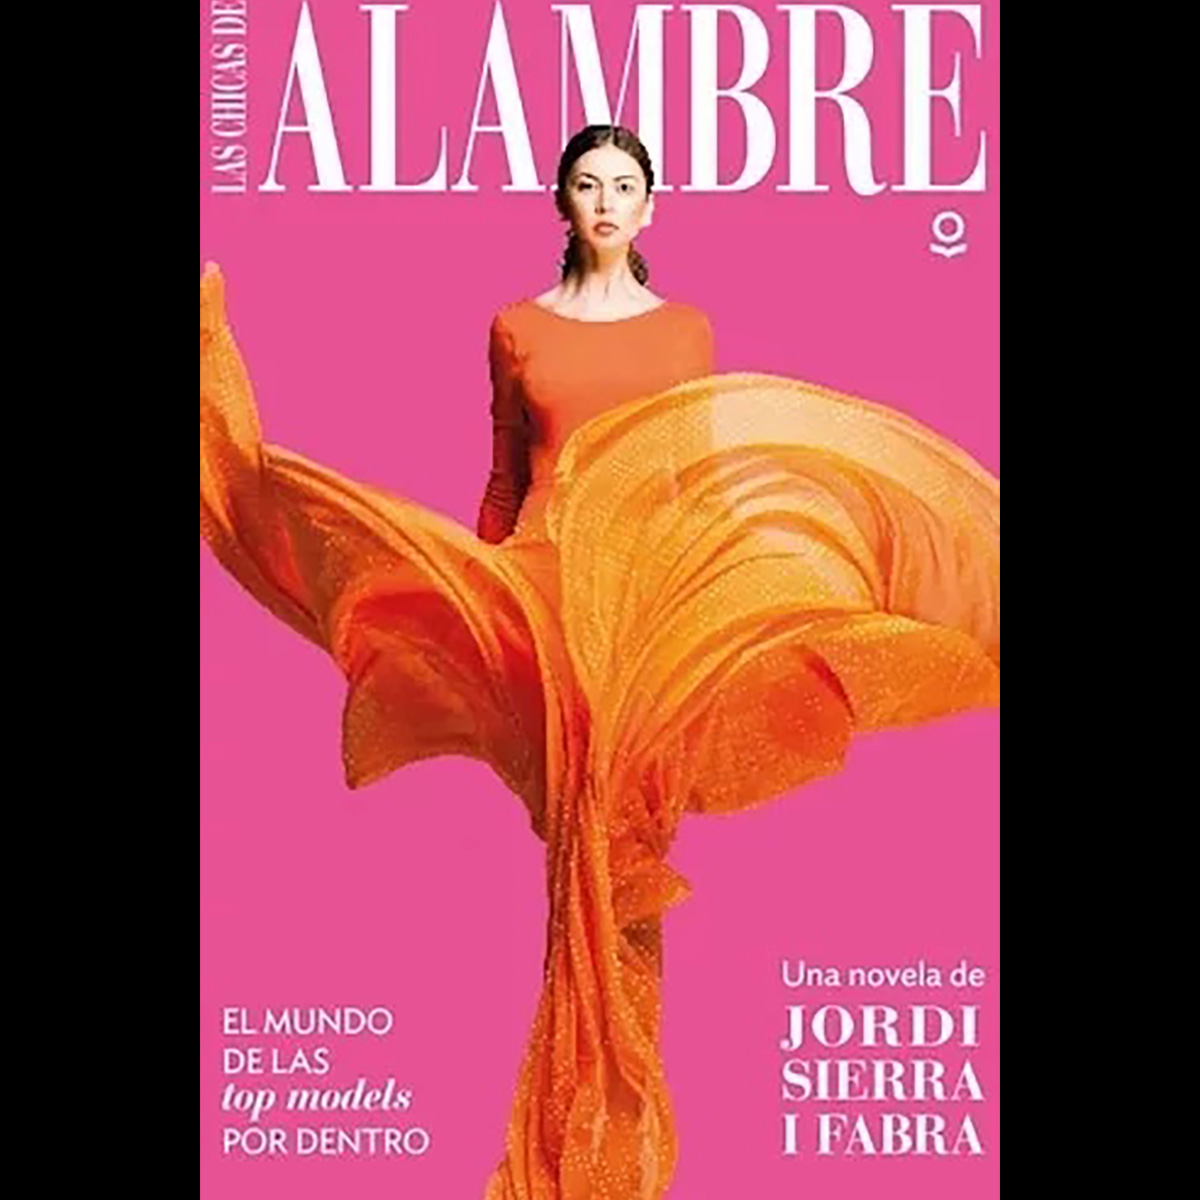 LAS CHICAS DE
ALAMBRE
EL MUNDO
DE LAS
top models
POR DENTRO
Una novela de
JORDI
SIERRA
I FABRA